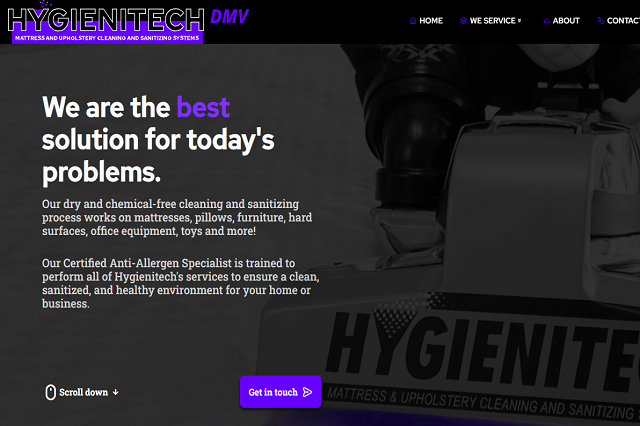 HYGIENITECH DMV
MATTRESS AND UPHOLSTERY CLEANING AND SANITIZING SYSTEMS
HOME
WE SERVICE
ABOUT
We are the best
solution for today's
problems.
Our dry and chemical-free cleaning and sanitizing
process works on mattresses, pillows, furniture, hard
surfaces, office equipment, toys and more!
Our Certified Anti-Allergen Specialist is trained to
perform all of Hygienitech's services to ensure a clean,
sanitized, and healthy environment for your home or
business.
HYGIENITE
MATTRESS & UPHOLSTERY CLEANING AND SANITIZING
Scroll down
Get in touch